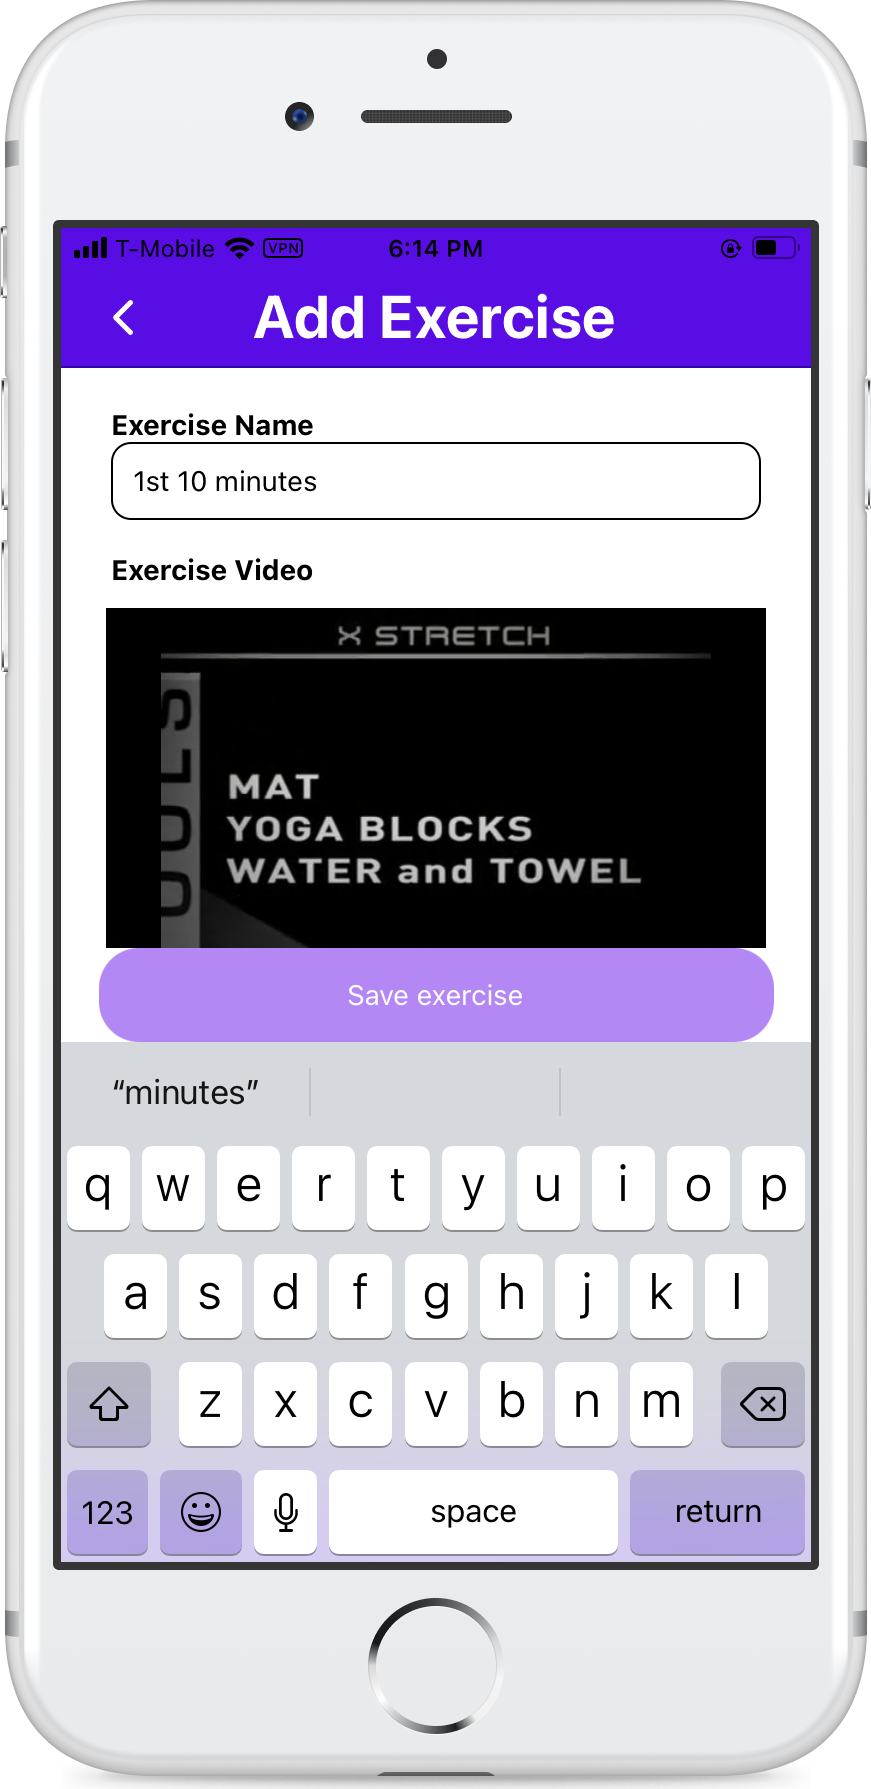 T-Mobile VPN 6:14 PM
Add Exercise
Exercise Name
1st 10 minutes
Exercise Video
X STRETCH
MAT
YOGA BLOCKS
WATER and TOWEL
Save exercise
“minutes”
q w e r t y u i o p
a s d f g h j k l
z x c v b n m
123 space return